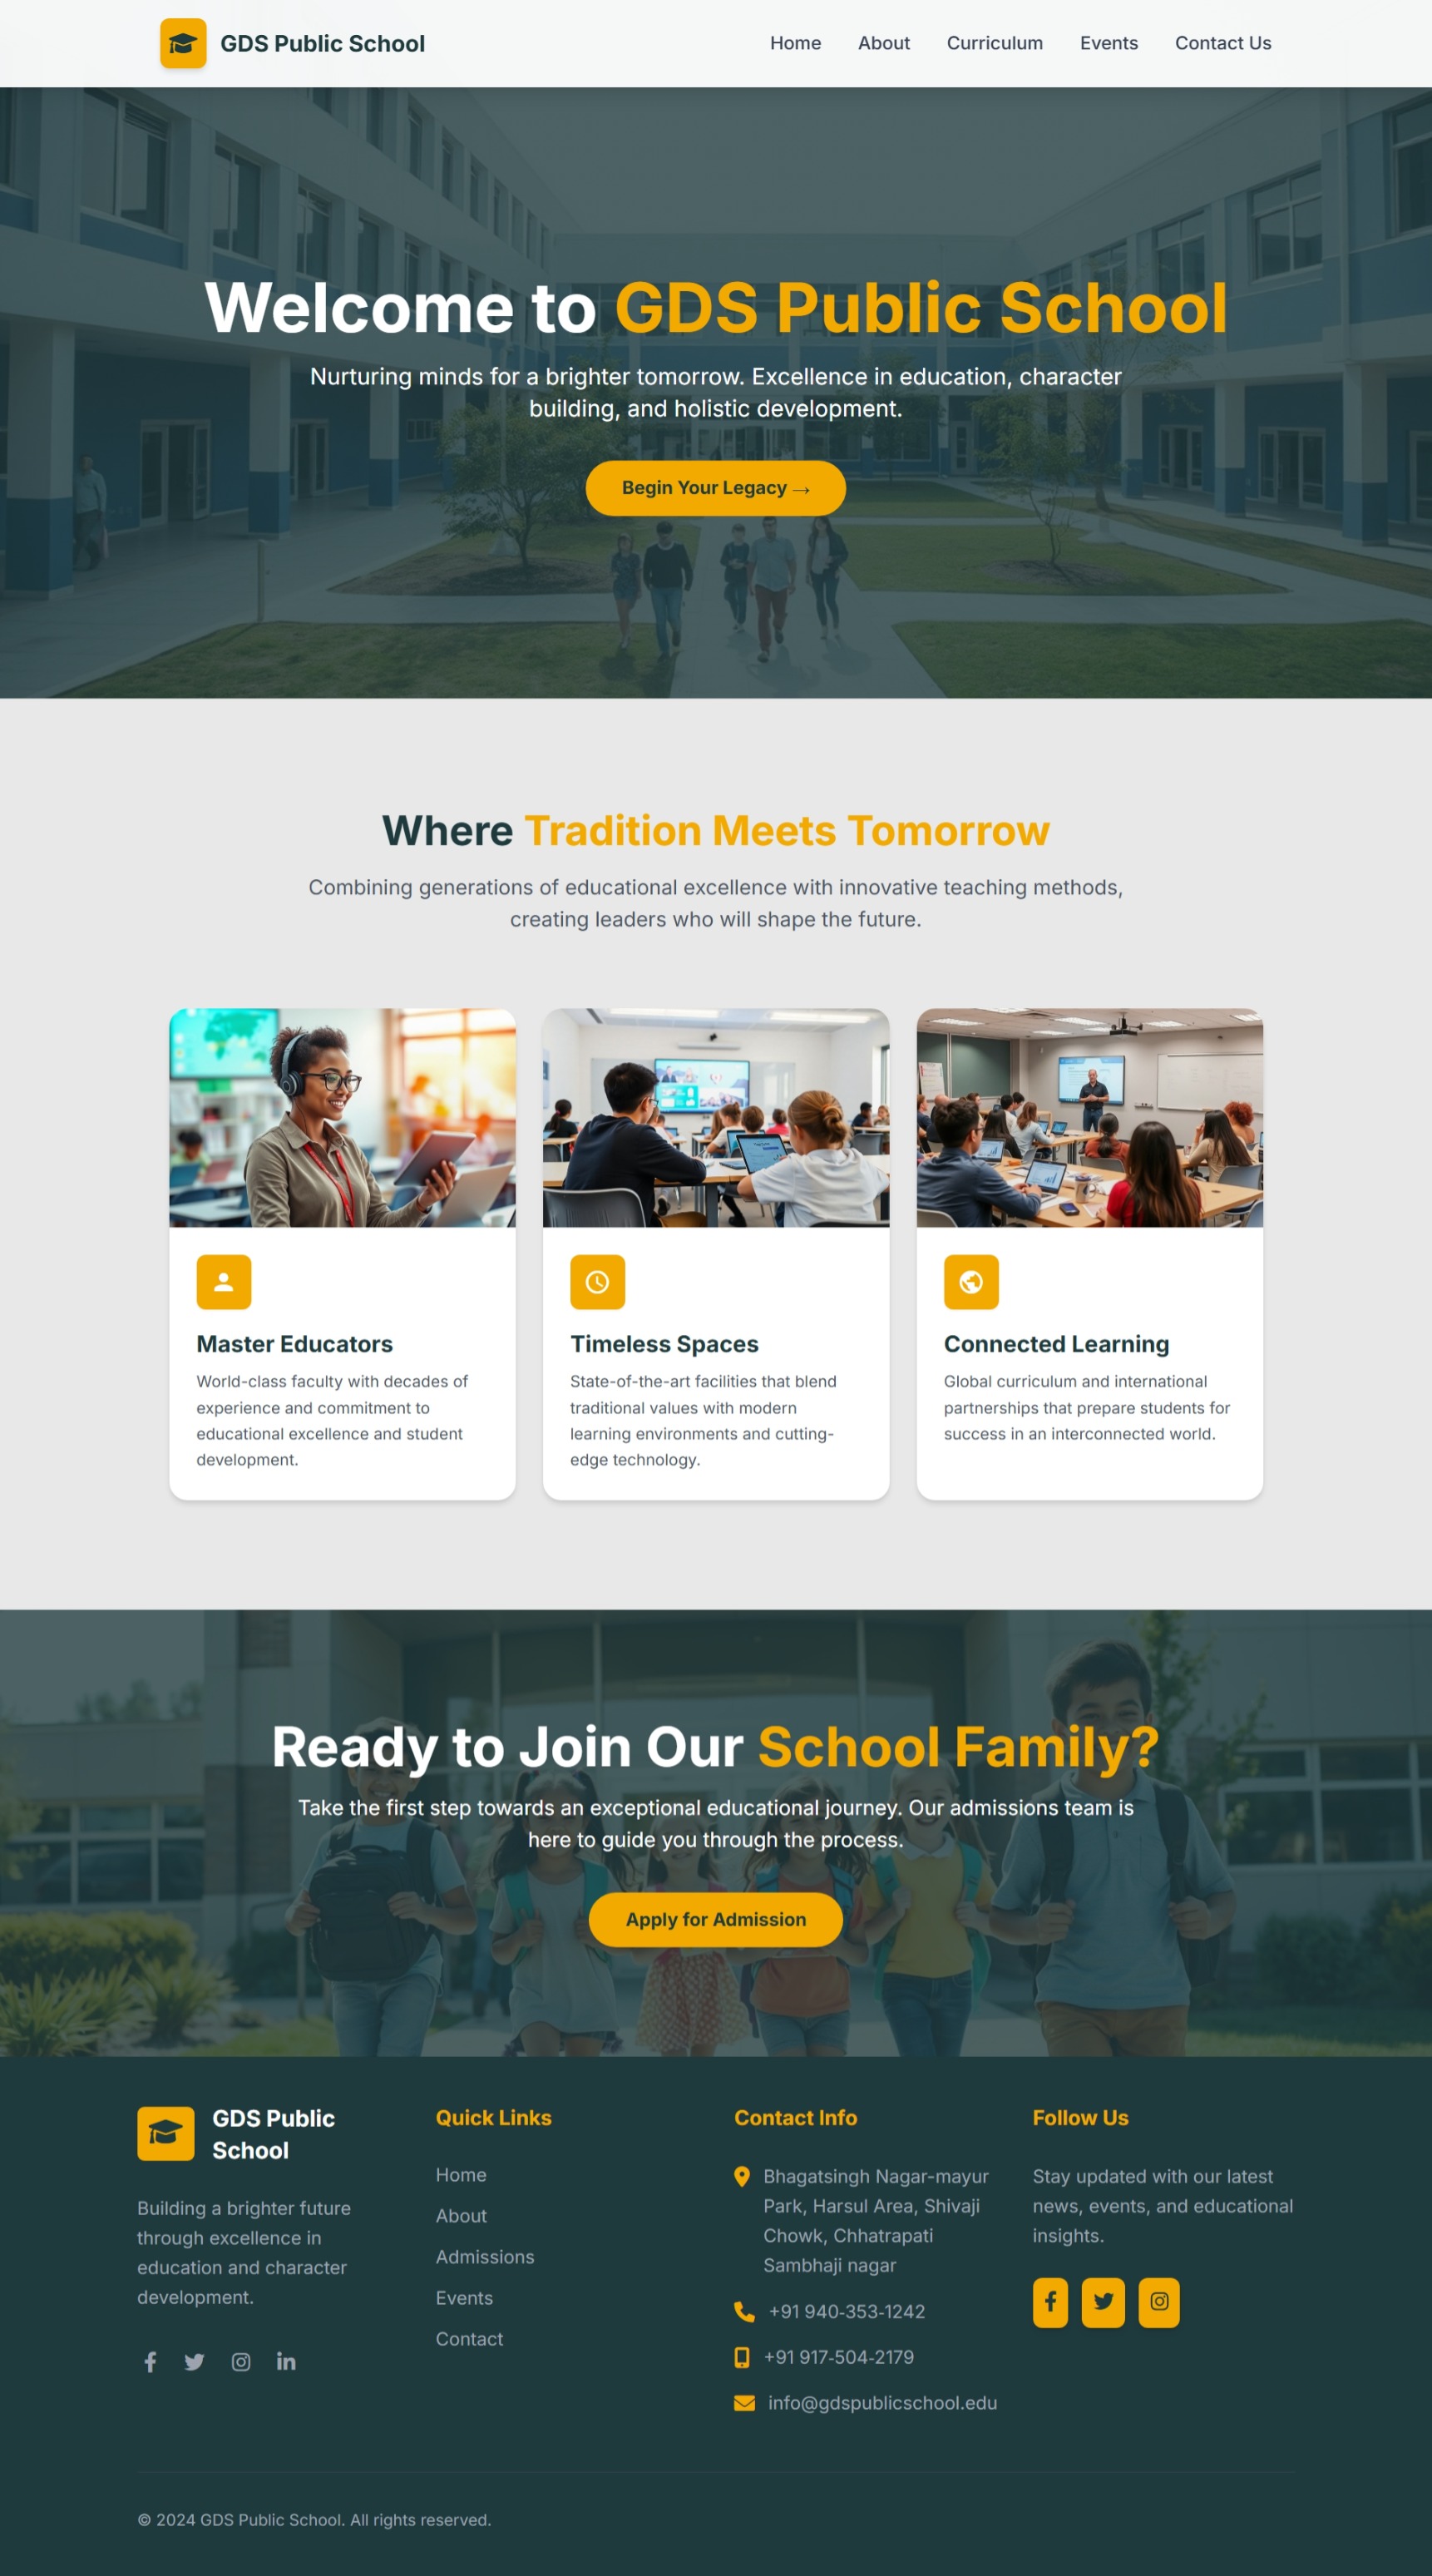 GDS Public School
Home
About
Curriculum
Events
Contact Us
Welcome to GDS Public School
Nurturing minds for a brighter tomorrow. Excellence in education, character
building, and holistic development.
Begin Your Legacy →
Where Tradition Meets Tomorrow
Combining generations of educational excellence with innovative teaching methods,
creating leaders who will shape the future.
Master Educators
World-class faculty with decades of
experience and commitment to
educational excellence and student
development.
Timeless Spaces
State-of-the-art facilities that blend
traditional values with modern
learning environments and cutting-
edge technology.
Connected Learning
Global curriculum and international
partnerships that prepare students for
success in an interconnected world.
Ready to Join Our School Family?
Take the first step towards an exceptional educational journey. Our admissions team is
here to guide you through the process.
Apply for Admission
GDS Public
School
Building a brighter future
through excellence in
education and character
development.
Quick Links
Home
About
Admissions
Events
Contact
Contact Info
Bhagatsingh Nagar-mayur
Park, Harsul Area, Shivaji
Chowk, Chhatrapati
Sambhaji nagar
+91 940-353-1242
+91 917-504-2179
info@gdspublicschool.edu
Follow Us
Stay updated with our latest
news, events, and educational
insights.
© 2024 GDS Public School. All rights reserved.